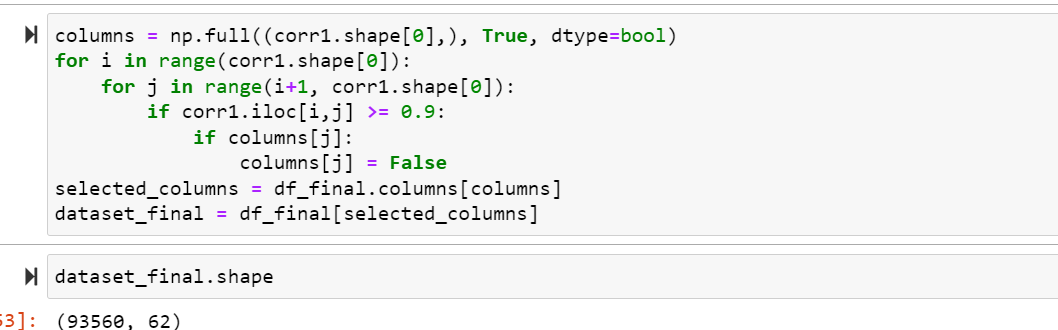 columns = np.full((corr1.shape[0],), True, dtype=bool)
for i in range(corr1.shape[0]):
    for j in range(i+1, corr1.shape[0]):
        if corr1.iloc[i,j] >= 0.9:
            if columns[j]:
                columns[j] = False
selected_columns = df_final.columns[columns]
dataset_final = df_final[selected_columns]
dataset_final.shape
53]: (93560, 62)